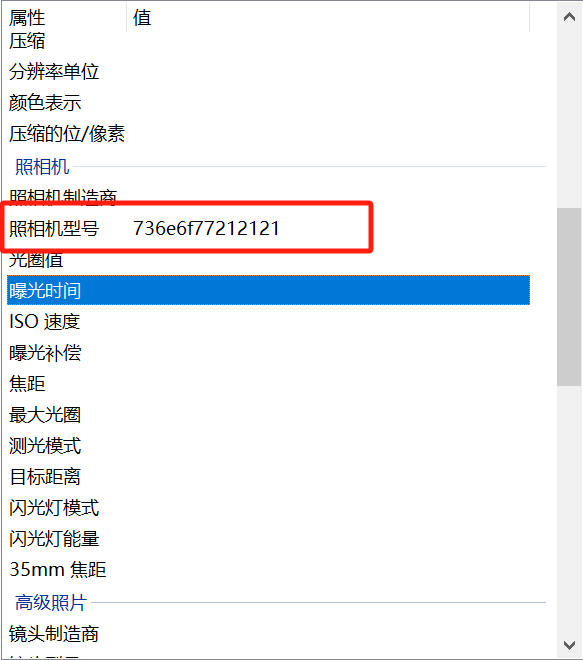 属性 值
压缩
分辨率单位
颜色表示
压缩的位/像素
照相机
照相机制造商
照相机型号 736e6f77212121
光圈值
曝光时间
ISO 速度
曝光补偿
焦距
最大光圈
测光模式
目标距离
闪光灯模式
闪光灯能量
35mm 焦距
高级照片
镜头制造商